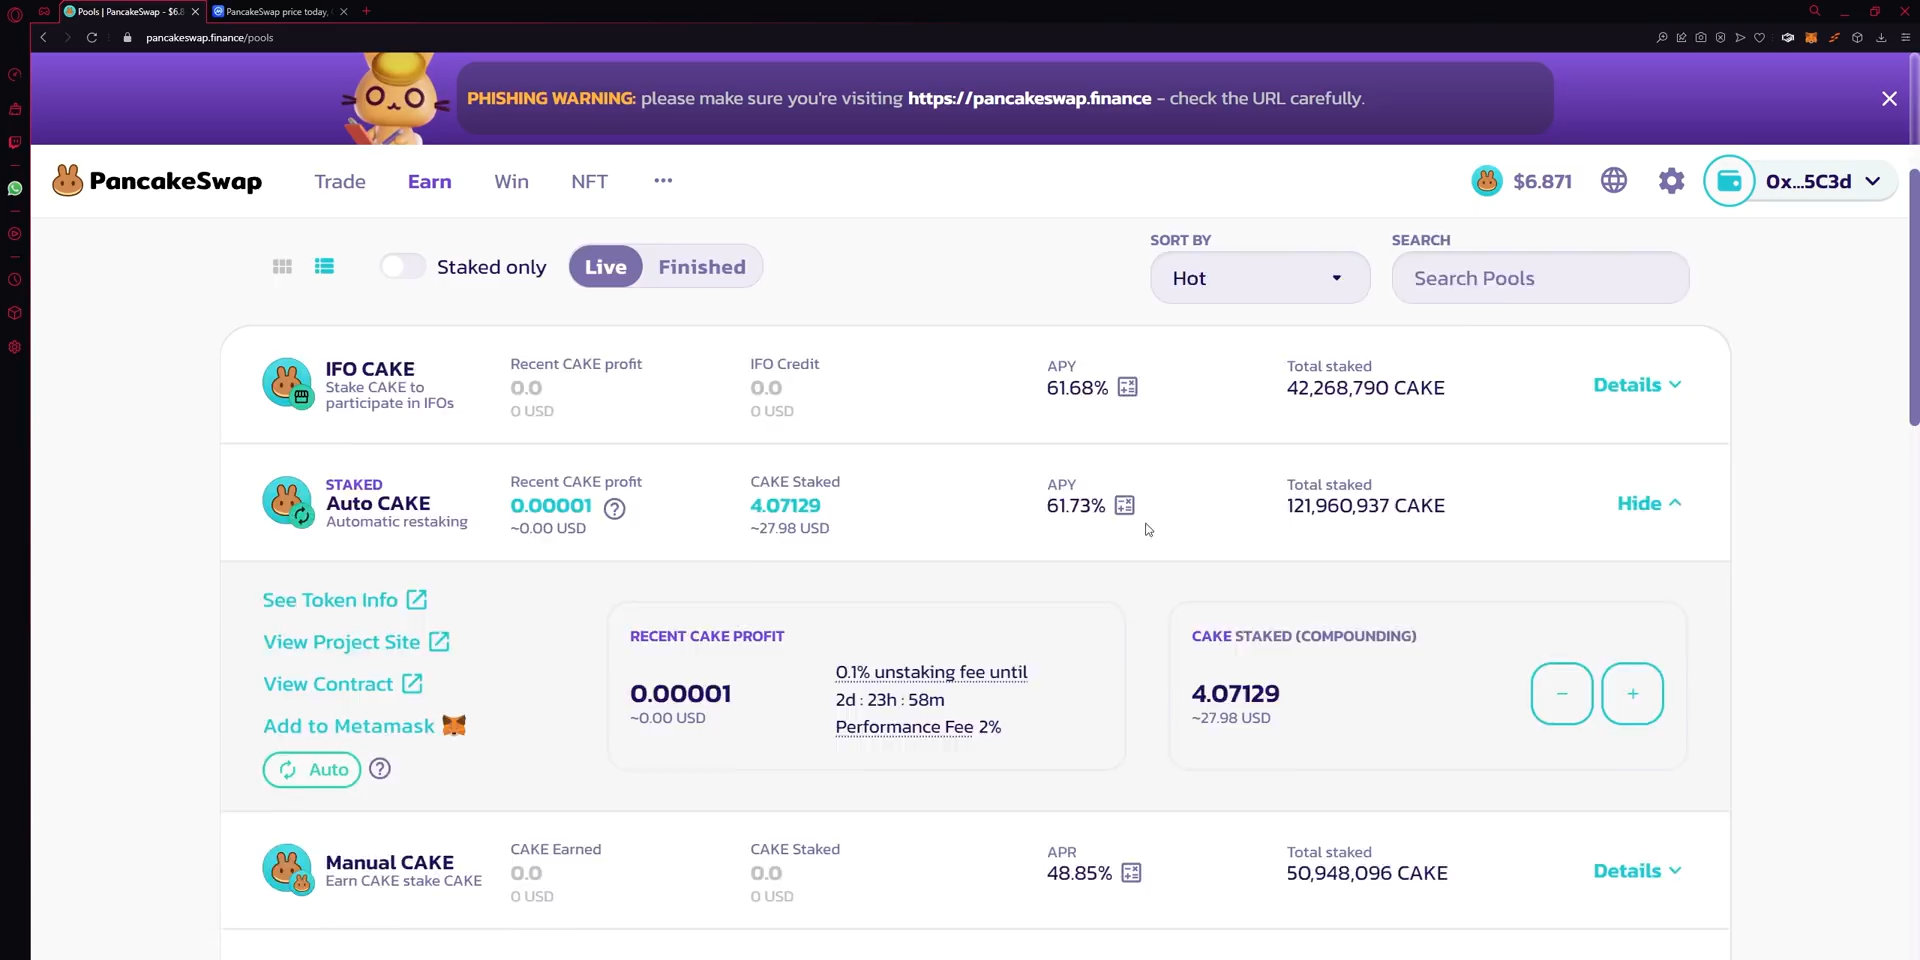 Pools | PancakeSwap - $6.8
PancakeSwap price today,
pancakeswap.finance/pools
PHISHING WARNING: please make sure you're visiting https://pancakeswap.finance - check the URL carefully.
PancakeSwap
Trade
Earn
Win
NFT
$6.871
0x...5C3d
Staked only
Live
Finished
SORT BY
Hot
SEARCH
Search Pools
IFO CAKE
Stake CAKE to
participate in IFOs
Recent CAKE profit
0.0
0 USD
IFO Credit
0.0
0 USD
APY
61.68%
Total staked
42,268,790 CAKE
Details
STAKED
Auto CAKE
Automatic restaking
Recent CAKE profit
0.00001
~0.00 USD
CAKE Staked
4.07129
~27.98 USD
APY
61.73%
Total staked
121,960,937 CAKE
Hide
See Token Info
View Project Site
View Contract
Add to Metamask
Auto
RECENT CAKE PROFIT
0.00001
~0.00 USD
0.1% unstaking fee until
2d : 23h : 58m
Performance Fee 2%
CAKE STAKED (COMPOUNDING)
4.07129
~27.98 USD
Manual CAKE
Earn CAKE stake CAKE
CAKE Earned
0.0
0 USD
CAKE Staked
0.0
0 USD
APR
48.85%
Total staked
50,948,096 CAKE
Details